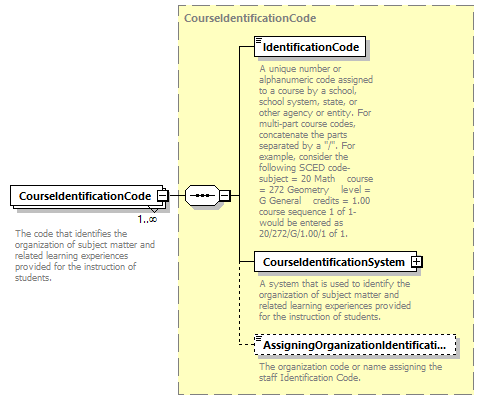 CourseIdentificationCode
IdentificationCode
A unique number or
alphanumeric code assigned
to a course by a school,
school system, state, or
other agency or entity. For
multi-part course codes,
concatenate the parts
separated by a "/". For
example, consider the
following SCED code-
subject = 20 Math    course
= 272 Geometry    level =
G General    credits = 1.00
course sequence 1 of 1-
would be entered as
20/272/G/1.00/1 of 1.
CourseIdentificationCode
1..∞
The code that identifies the
organization of subject matter and
related learning experiences
provided for the instruction of
students.
CourseIdentificationSystem
A system that is used to identify the
organization of subject matter and
related learning experiences provided
for the instruction of students.
AssigningOrganizationIdentificati...
The organization code or name assigning the
staff Identification Code.